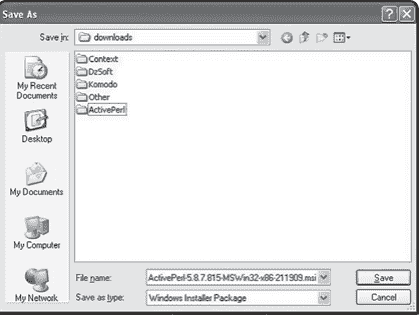 Save As
Save in: downloads
Context
DzSoft
Komodo
Other
ActivePerl
My Recent
Documents
Desktop
My Documents
My Computer
My Network
File name: ActivePerl-5.8.7.815-MSWin32-x86-211909.msi Save
Save as type: Windows Installer Package Cancel